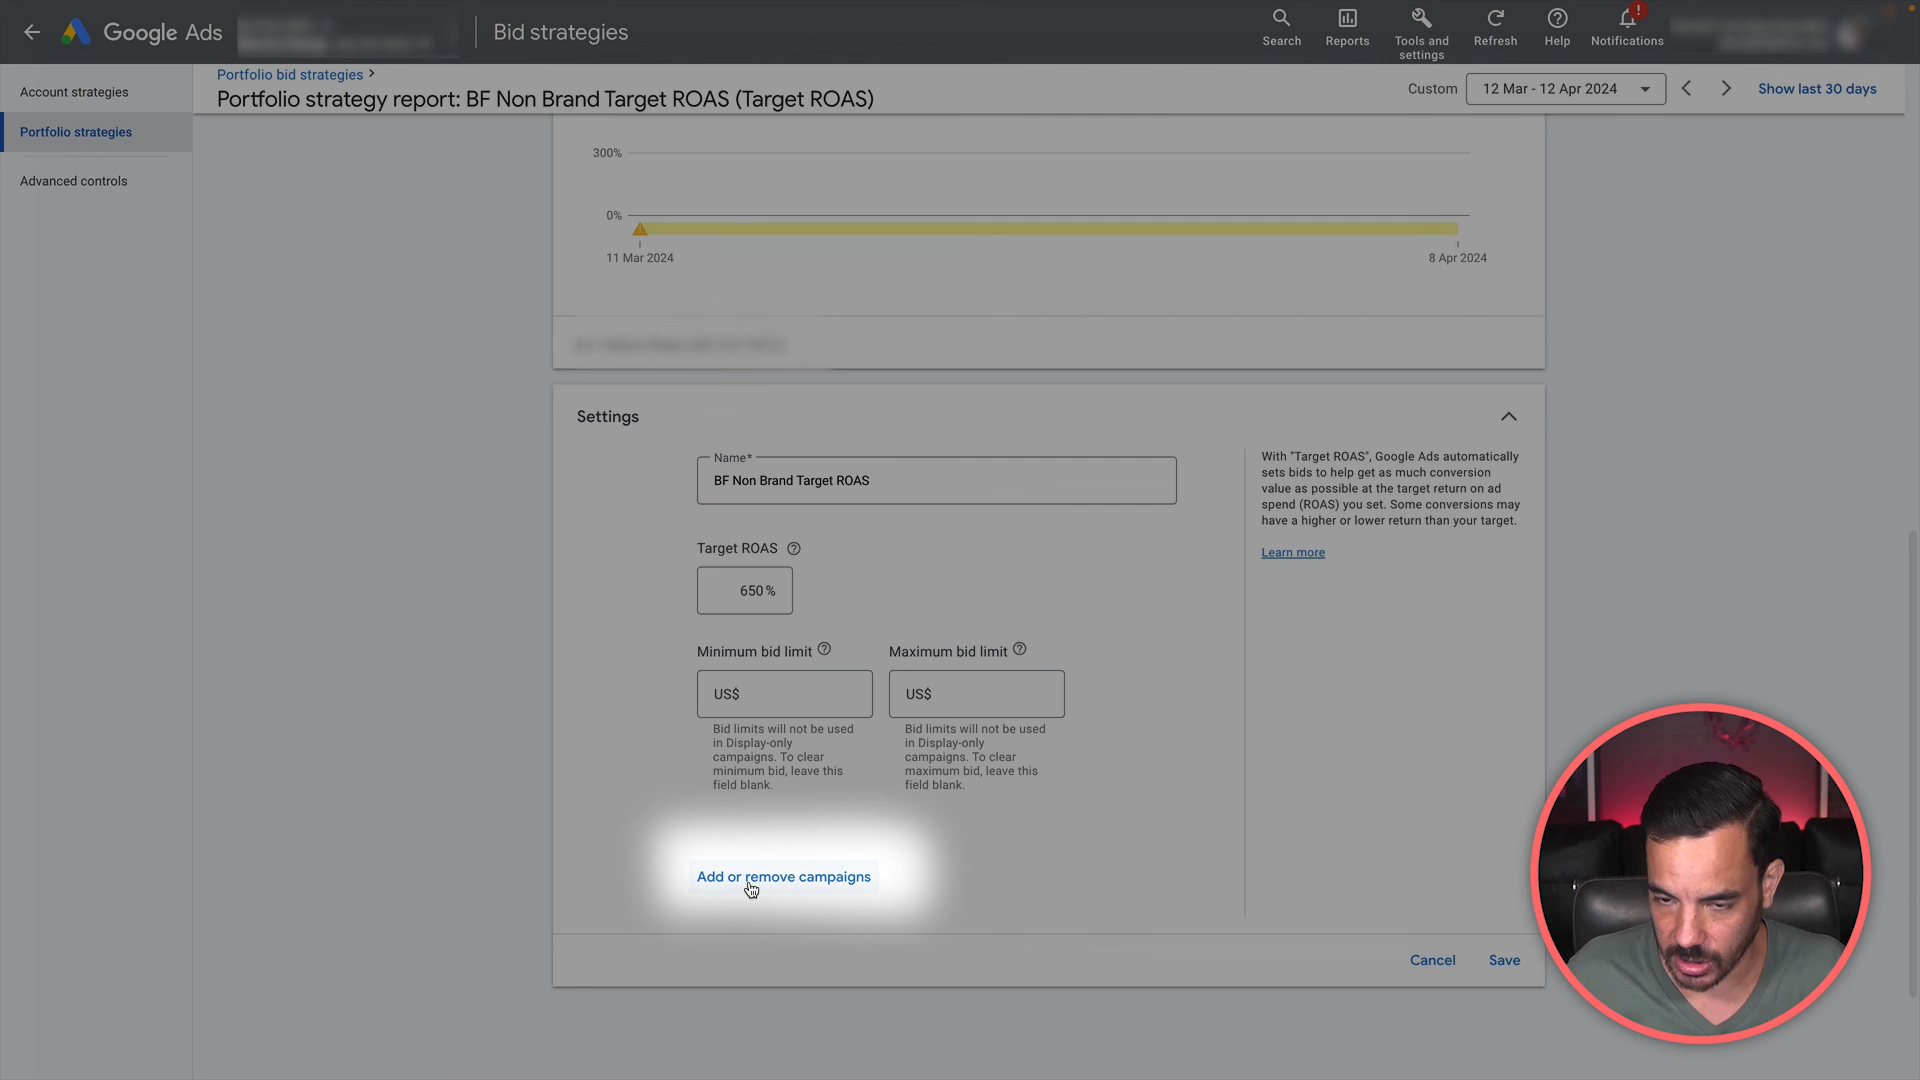 Google Ads
Bid strategies
Search
Reports
Tools and
settings
Refresh
Help
!
Notifications
Account strategies
Portfolio strategies
Advanced controls
Portfolio bid strategies
Portfolio strategy report: BF Non Brand Target ROAS (Target ROAS)
Custom
12 Mar - 12 Apr 2024
Show last 30 days
300%
0%
11 Mar 2024
8 Apr 2024
Settings
Name*
BF Non Brand Target ROAS
Target ROAS
650 %
Minimum bid limit
Maximum bid limit
US$
US$
Bid limits will not be used
in Display-only
campaigns. To clear
minimum bid, leave this
field blank.
Bid limits will not be used
in Display-only
campaigns. To clear
maximum bid, leave this
field blank.
With "Target ROAS", Google Ads automatically
sets bids to help get as much conversion
value as possible at the target return on ad
spend (ROAS) you set. Some conversions may
have a higher or lower return than your target.
Learn more
Add or remove campaigns
Cancel
Save